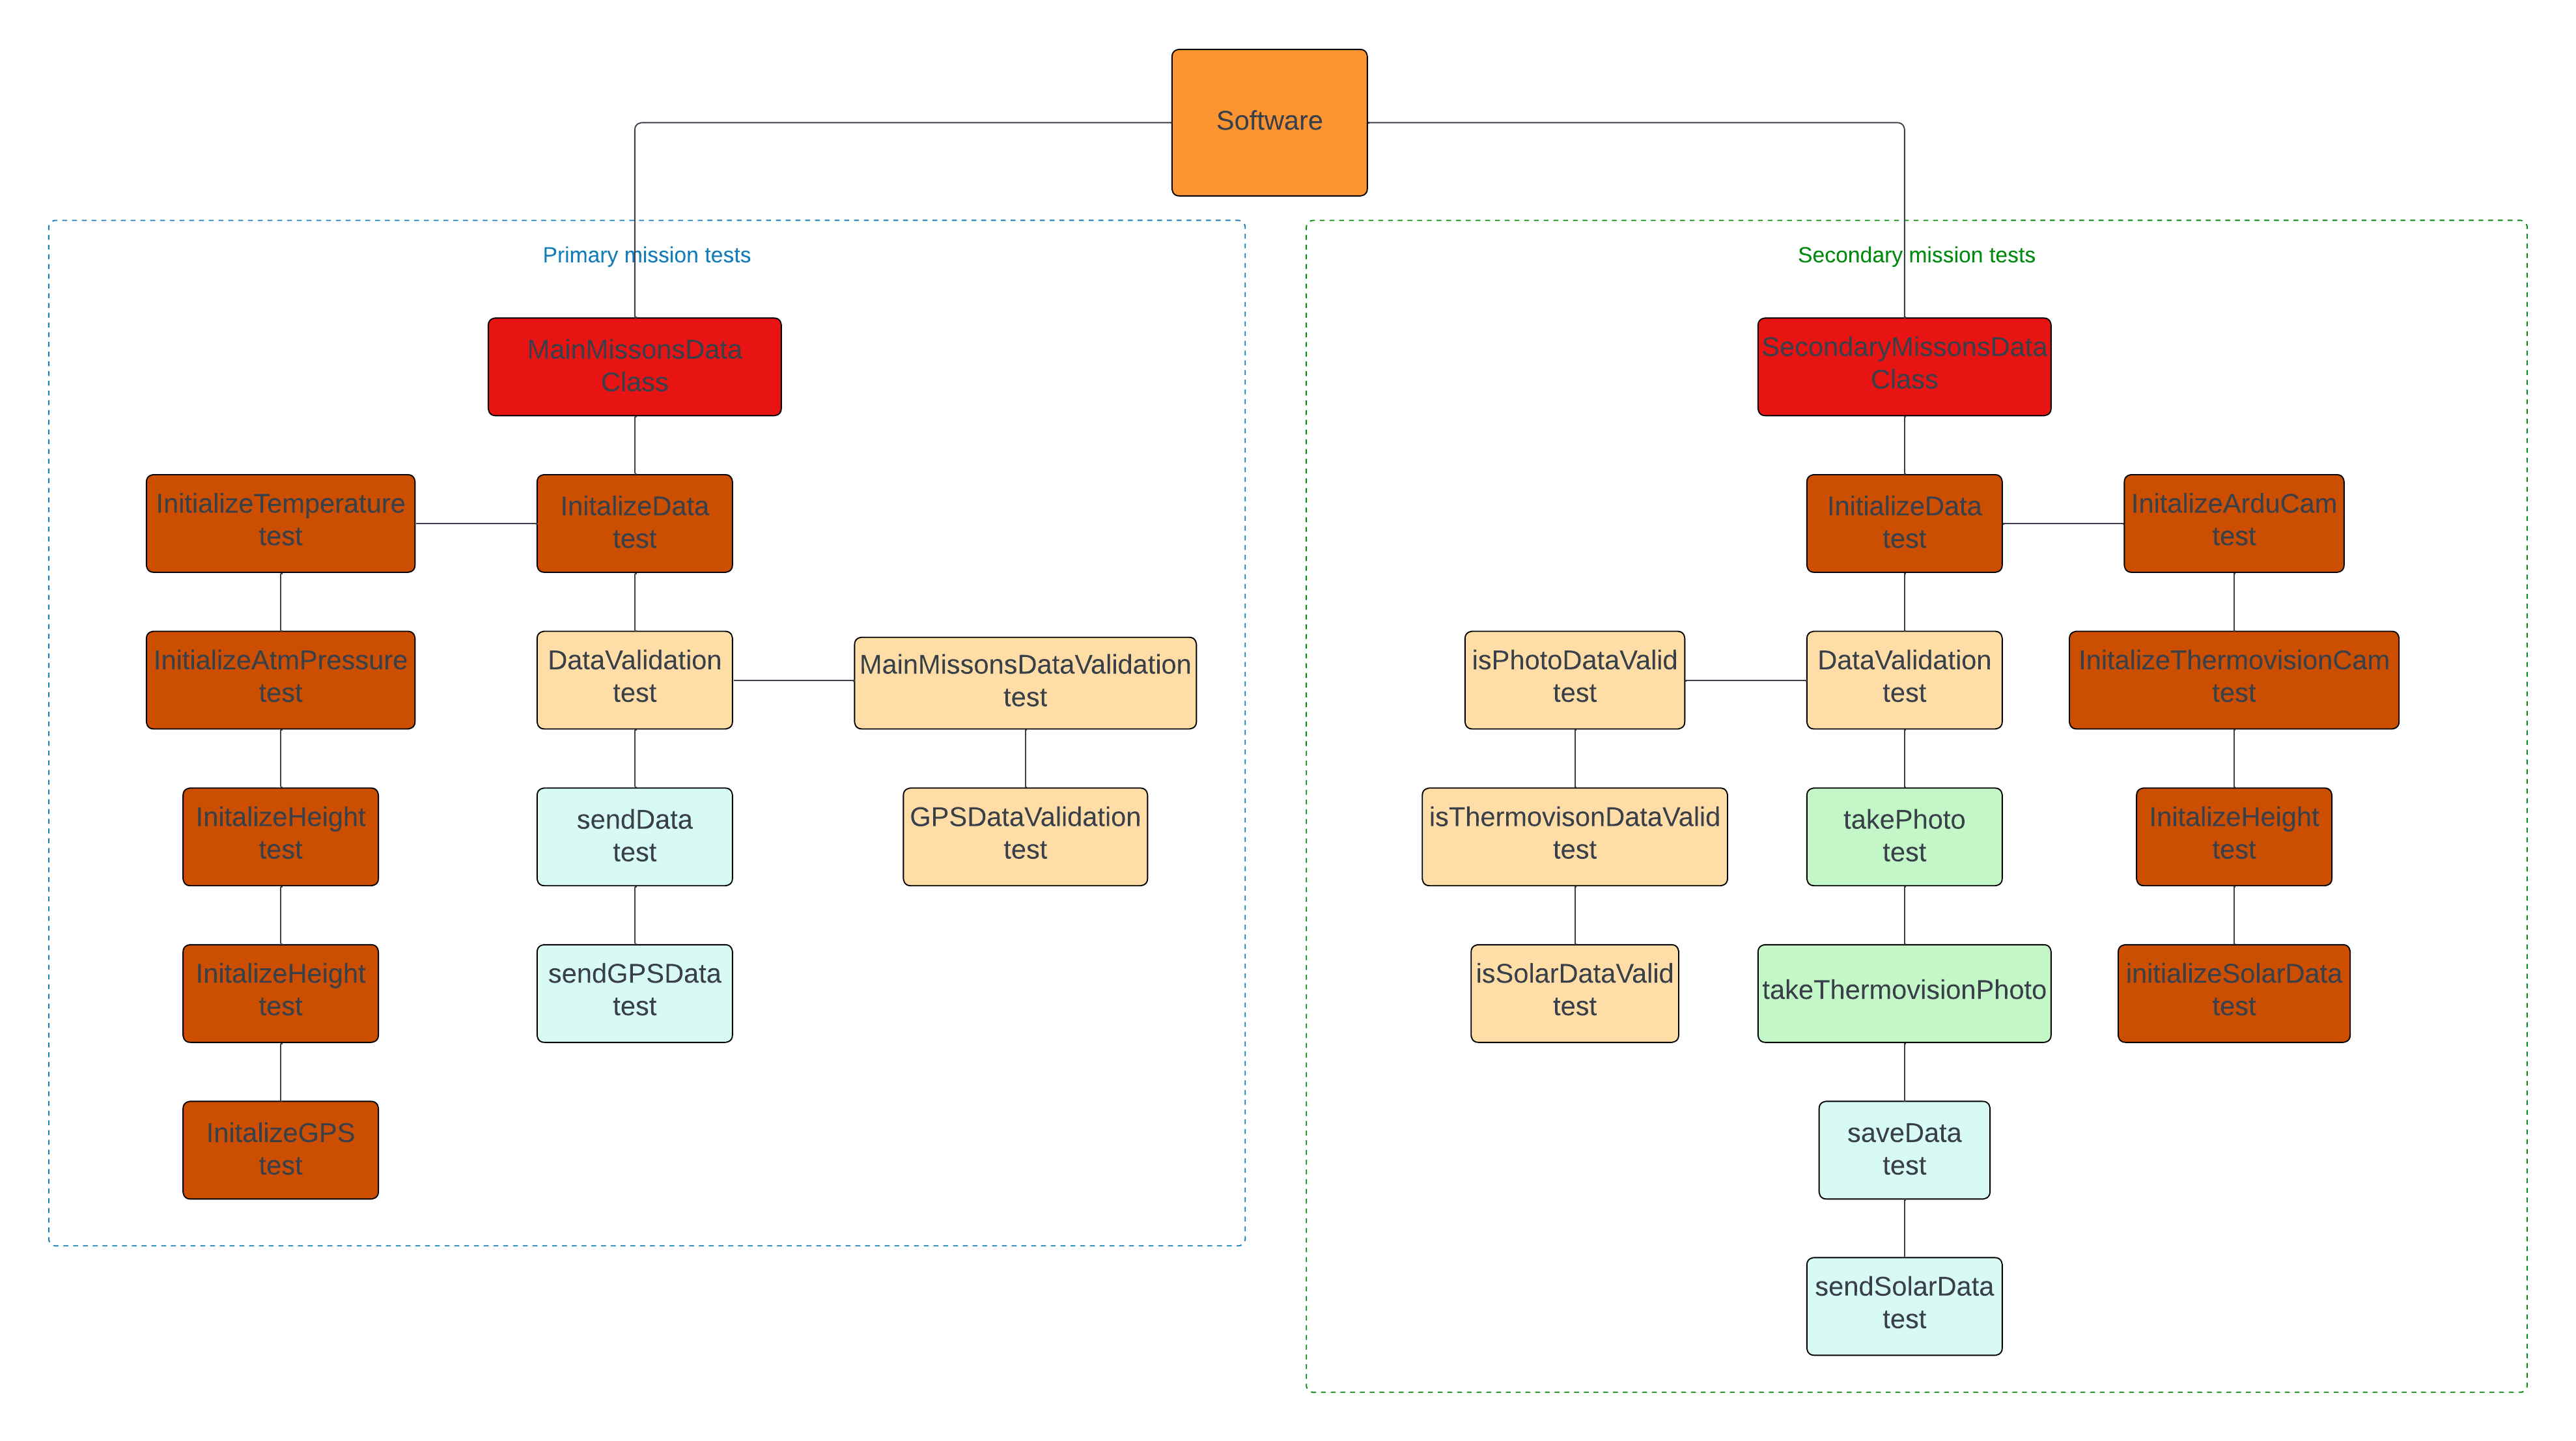 Software
Primary mission tests
MainMissonsData
Class
InitializeTemperature
test
InitalizeData
test
InitializeAtmPressure
test
DataValidation
test
MainMissonsDataValidation
test
InitalizeHeight
test
sendData
test
GPSDataValidation
test
InitalizeHeight
test
sendGPSData
test
InitalizeGPS
test
Secondary mission tests
SecondaryMissonsData
Class
InitializeData
test
InitalizeArduCam
test
isPhotoDataValid
test
DataValidation
test
InitalizeThermovisionCam
test
isThermovisonDataValid
test
takePhoto
test
InitalizeHeight
test
isSolarDataValid
test
takeThermovisionPhoto
initializeSolarData
test
saveData
test
sendSolarData
test